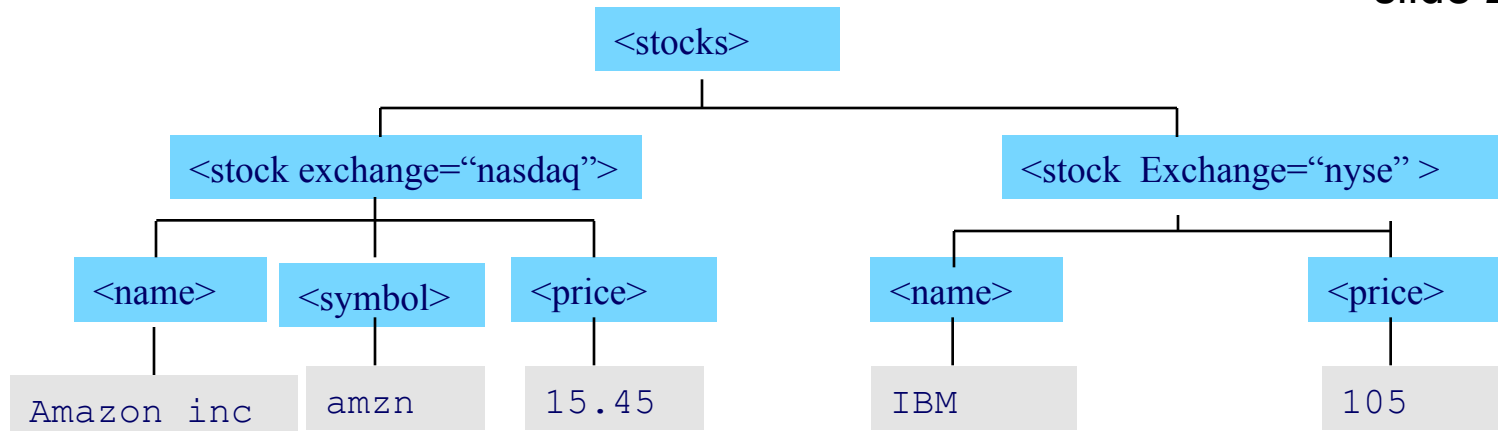 <stocks>
<stock exchange=“nasdaq”>
<stock Exchange=“nyse” >
<name>
<symbol>
<price>
<name>
<price>
Amazon inc
amzn
15.45
IBM
105